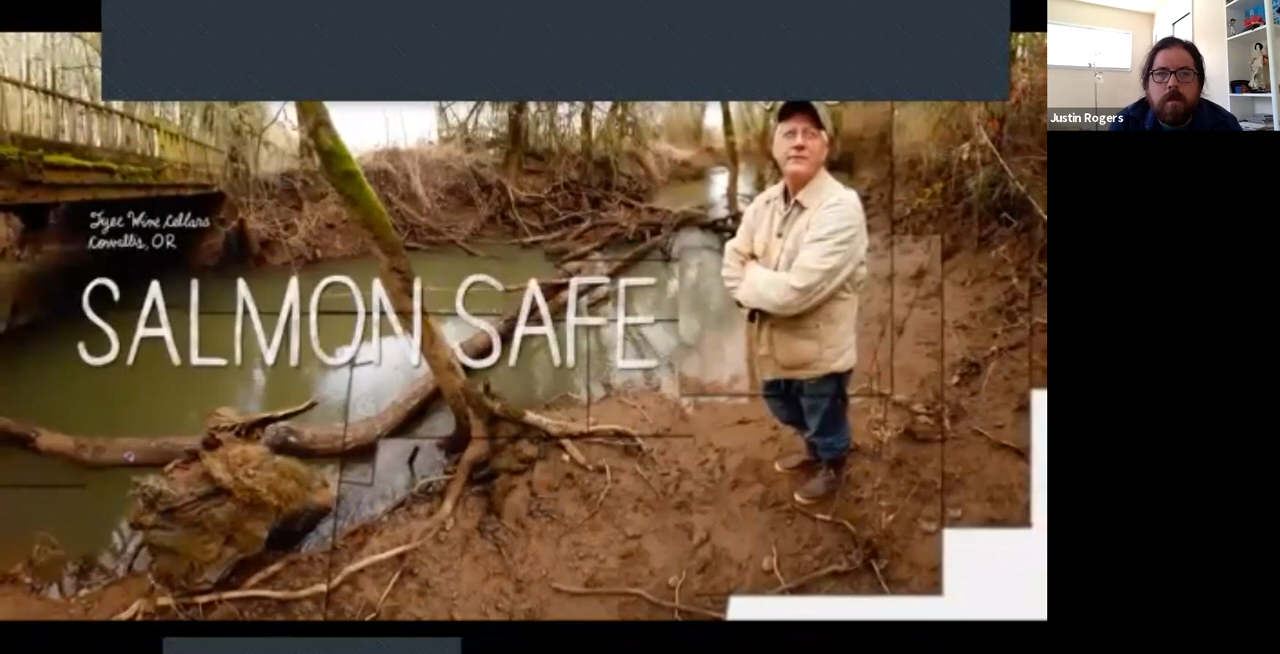 Tyee Wine Cellars
Corvallis, OR
SALMON SAFE
Justin Rogers